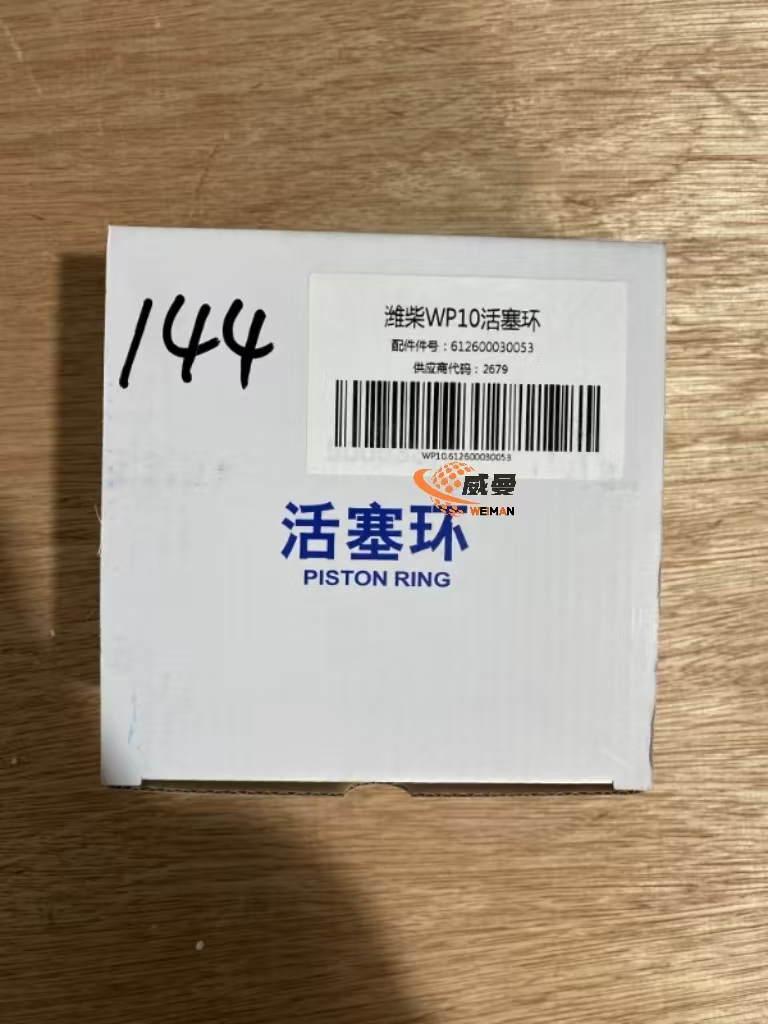 144
潍柴WP10活塞环
配件件号：612600030053
供应商代码：2679
WP10.612600030053
威曼
WEIMAN
活塞环
PISTON RING